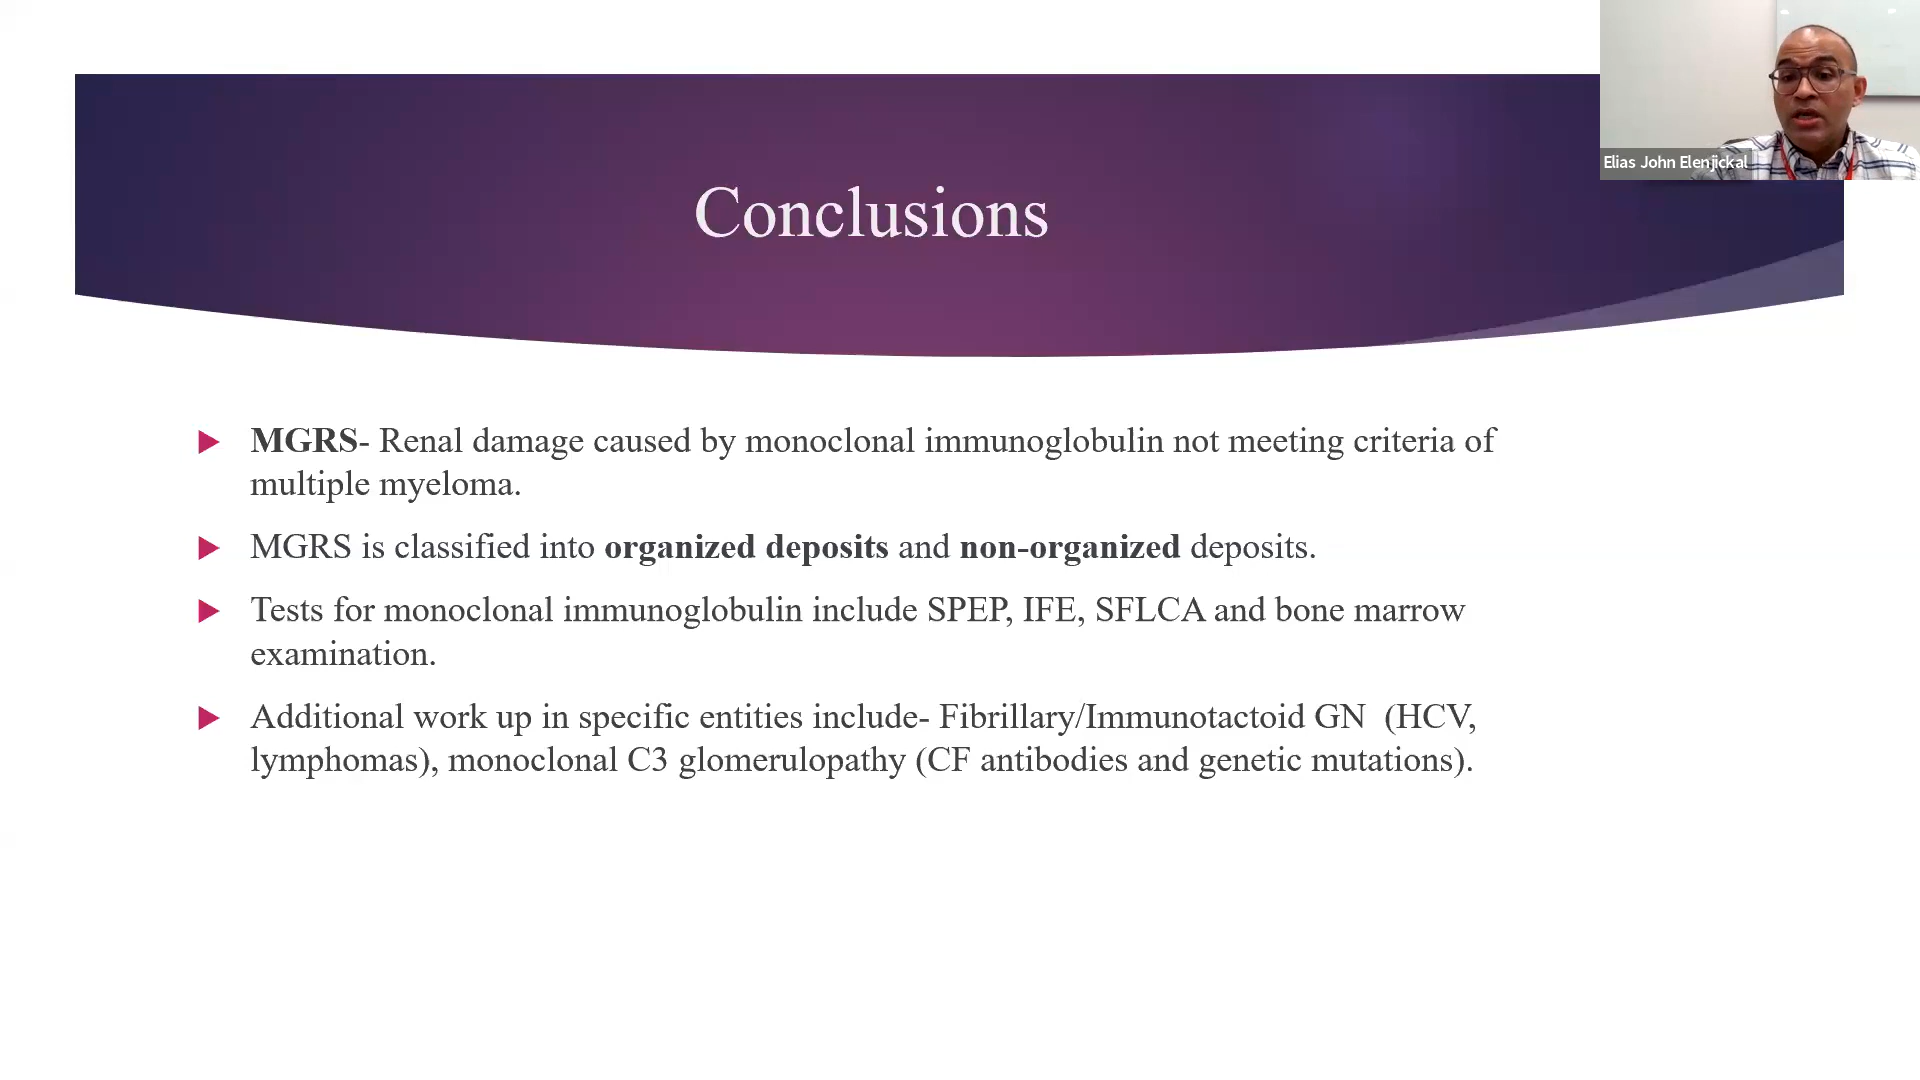 Elias John Elenjickal
Conclusions
MGRS- Renal damage caused by monoclonal immunoglobulin not meeting criteria of
multiple myeloma.
MGRS is classified into organized deposits and non-organized deposits.
Tests for monoclonal immunoglobulin include SPEP, IFE, SFLCA and bone marrow
examination.
Additional work up in specific entities include- Fibrillary/Immunotactoid GN  (HCV,
lymphomas), monoclonal C3 glomerulopathy (CF antibodies and genetic mutations).